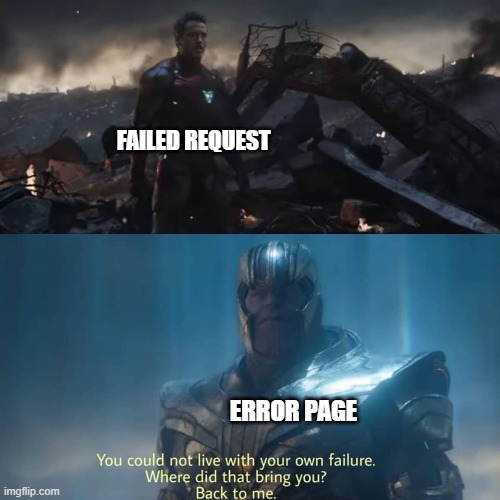 FAILED REQUEST
ERROR PAGE
You could not live with your own failure.
Where did that bring you?
Back to me.
imgflip.com